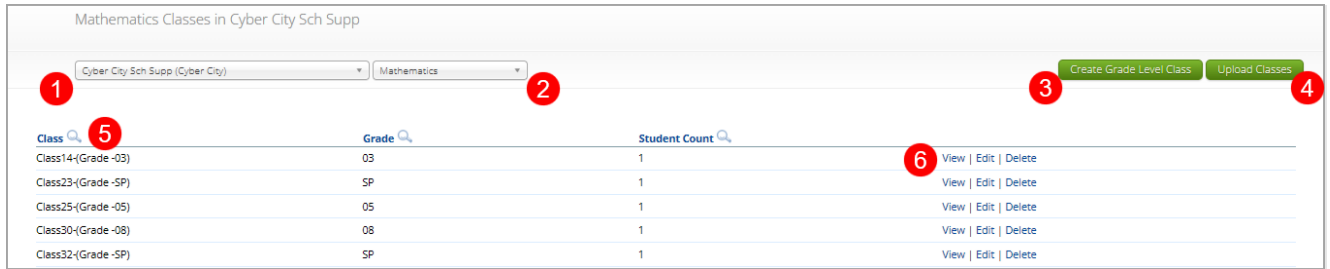 Mathematics Classes in Cyber City Sch Supp
1 Cyber City Sch Supp (Cyber City) Mathematics 2 3 Create Grade Level Class Upload Classes 4
Class 5 Grade Student Count
Class14-(Grade -03) 03 1 6 View | Edit | Delete
Class23-(Grade -SP) SP 1 View | Edit | Delete
Class25-(Grade -05) 05 1 View | Edit | Delete
Class30-(Grade -08) 08 1 View | Edit | Delete
Class32-(Grade -SP) SP 1 View | Edit | Delete